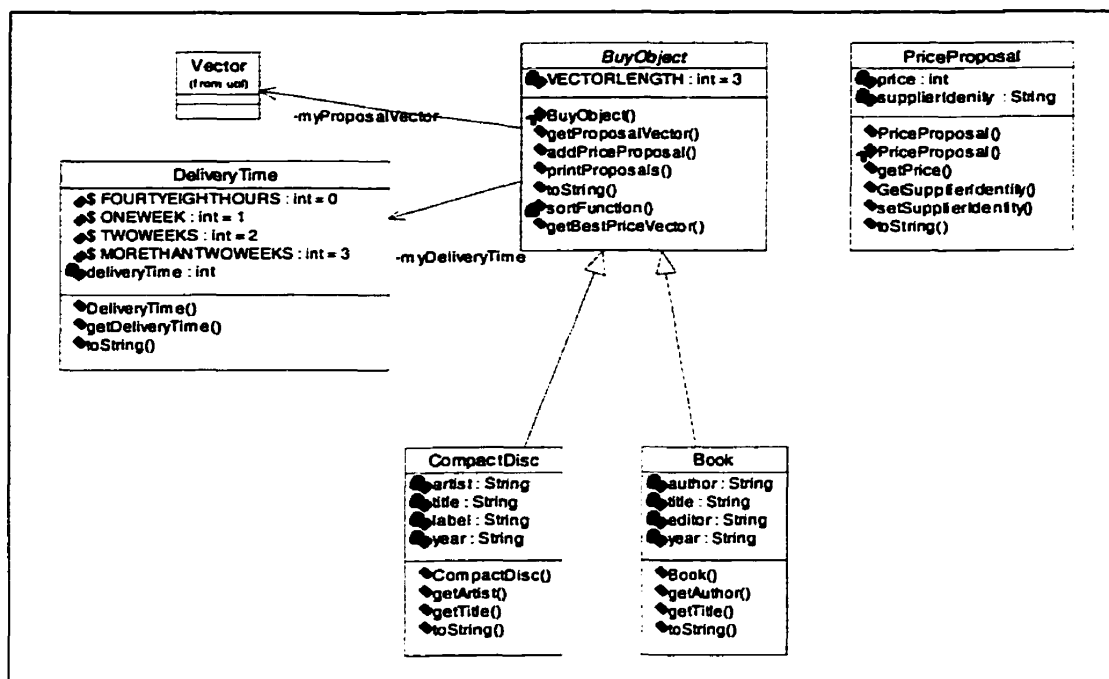 Vector
(from util)
-myProposalVector
BuyObject
VECTORLENGTH : int = 3
BuyObject()
getProposalVector()
addPriceProposal()
printProposals()
toString()
sortFunction()
getBestPriceVector()
PriceProposal
price : int
supplierIdenity : String
PriceProposal()
PriceProposal()
getPrice()
GetSupplierIdentity()
setSupplierIdentity()
toString()
DeliveryTime
$ FOURTYEIGHTHOURS : int = 0
$ ONEWEEK : int = 1
$ TWOWEEKS : int = 2
$ MORETHANTWOWEEKS : int = 3
deliveryTime : int
DeliveryTime()
getDeliveryTime()
toString()
-myDeliveryTime
CompactDisc
artist : String
title : String
label : String
year : String
CompactDisc()
getArtist()
getTitle()
toString()
Book
author : String
title : String
editor : String
year : String
Book()
getAuthor()
getTitle()
toString()